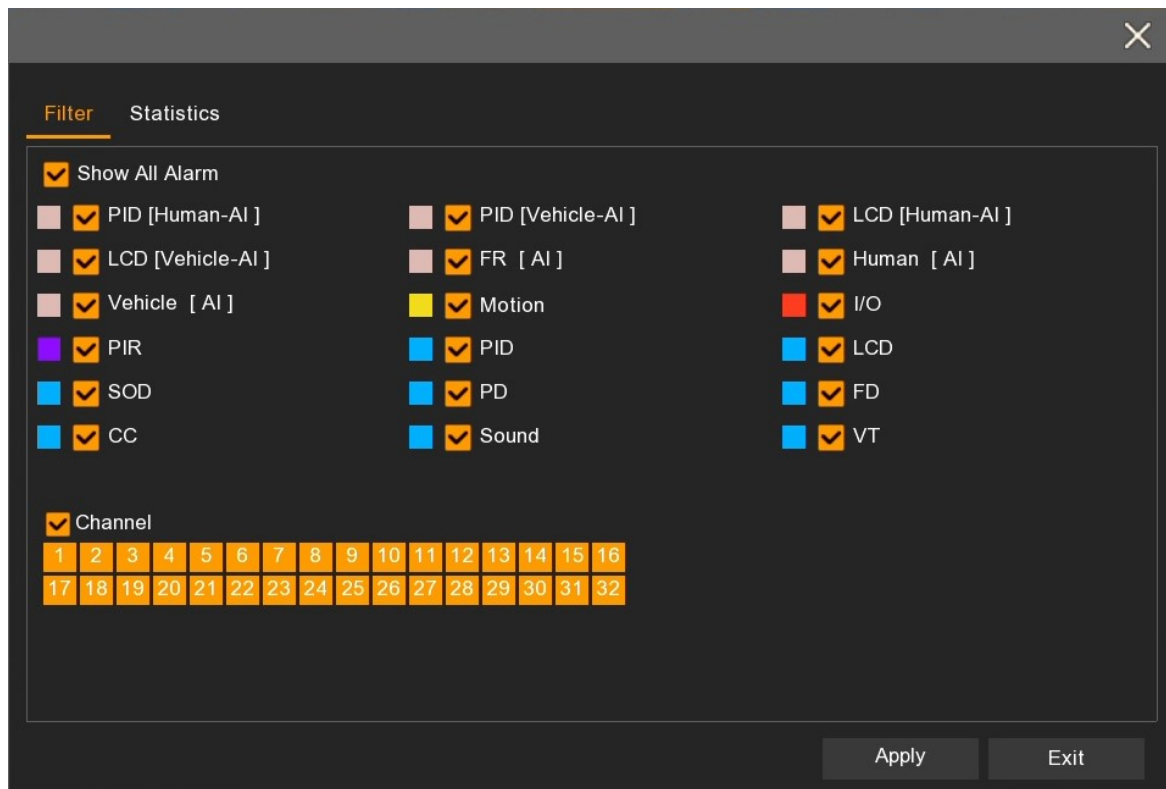 Filter Statistics
Show All Alarm
PID [Human-AI ] PID [Vehicle-AI ] LCD [Human-AI ]
LCD [Vehicle-AI ] FR [ AI ] Human [ AI ]
Vehicle [ AI ] Motion I/O
PIR PID LCD
SOD PD FD
CC Sound VT
Channel
1 2 3 4 5 6 7 8 9 10 11 12 13 14 15 16
17 18 19 20 21 22 23 24 25 26 27 28 29 30 31 32
Apply Exit